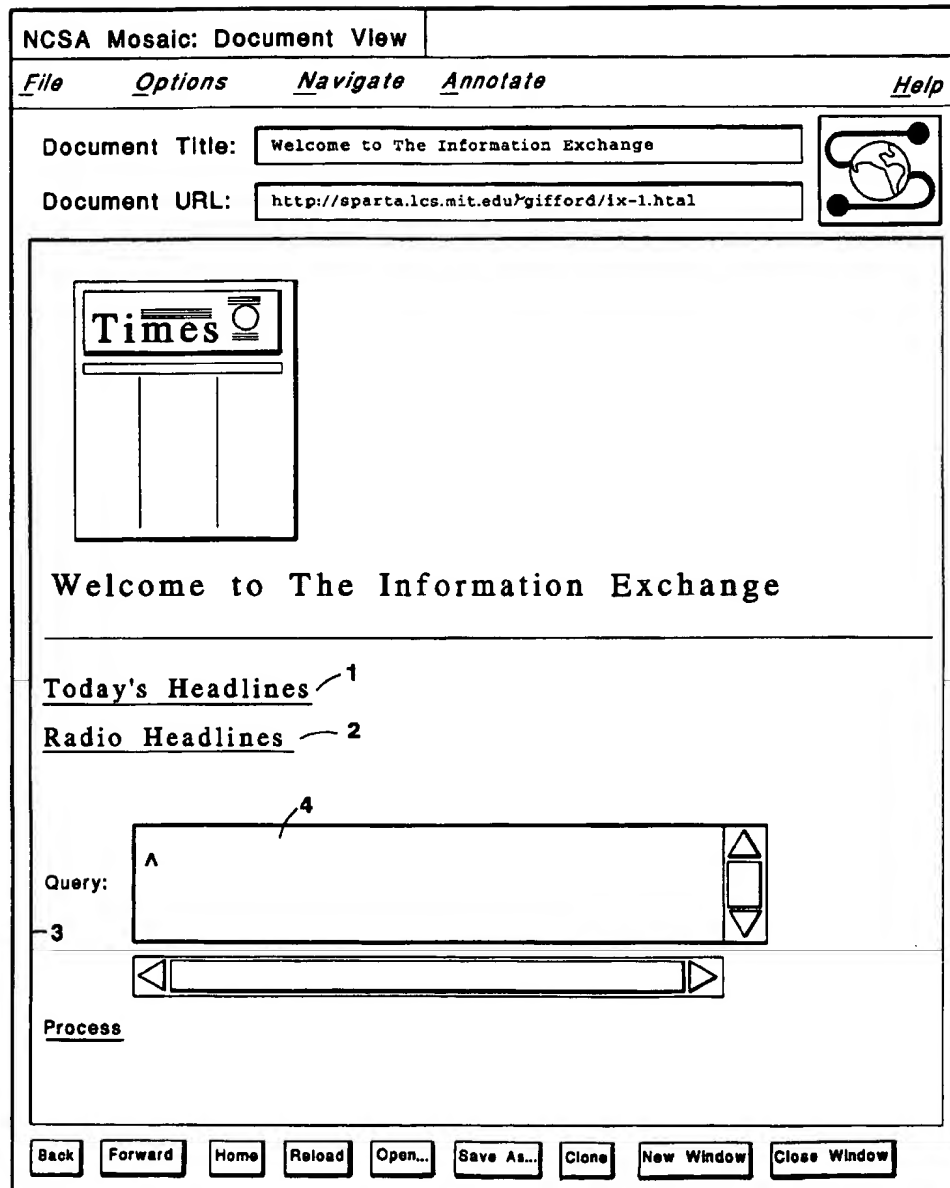 NCSA Mosaic: Document View
File Options Navigate Annotate Help
Document Title: Welcome to The Information Exchange
Document URL: http://sparta.lcs.mit.edu/~gifford/ix-1.htal
Times
Welcome to The Information Exchange
Today's Headlines 1
Radio Headlines 2
4
^
Query:
3
Process
Back Forward Home Reload Open... Save As... Clone New Window Close Window